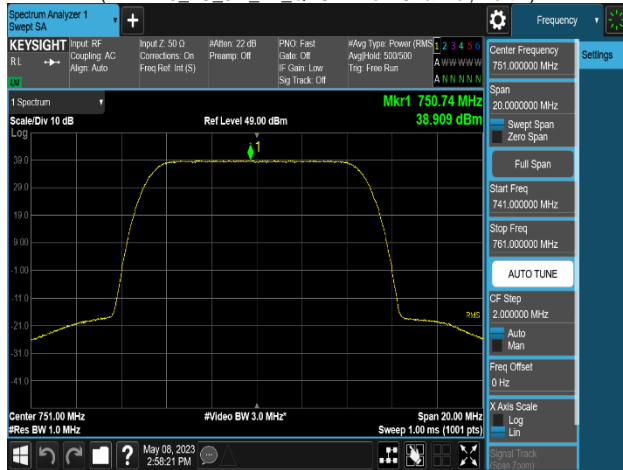 Spectrum Analyzer 1
Swept SA
Frequency
Settings
KEYSIGHT
RL
Input: RF
Coupling: AC
Align: Auto
Input Z: 50 Ω
Corrections: On
Freq Ref: Int (S)
#Atten: 22 dB
Preamp: Off
PNO: Fast
Gate: Off
IF Gain: Low
Sig Track: Off
#Avg Type: Power (RMS)
Avg|Hold: 500/500
Trig: Free Run
1 2 3 4 5 6
A W W W W W
A N N N N N
1 Spectrum
Scale/Div 10 dB
Log
Ref Level 49.00 dBm
Mkr1 750.74 MHz
38.909 dBm
1
39.0
29.0
19.0
9.00
-1.00
-11.0
-21.0
-31.0
-41.0
RMS
Center 751.00 MHz
#Res BW 1.0 MHz
#Video BW 3.0 MHz*
Span 20.00 MHz
Sweep 1.00 ms (1001 pts)
Center Frequency
751.000000 MHz
Span
20.0000000 MHz
Swept Span
Zero Span
Full Span
Start Freq
741.000000 MHz
Stop Freq
761.000000 MHz
AUTO TUNE
CF Step
2.000000 MHz
Auto
Man
Freq Offset
0 Hz
X Axis Scale
Log
Lin
Signal Track
(Span Zoom)
May 08, 2023
2:58:21 PM